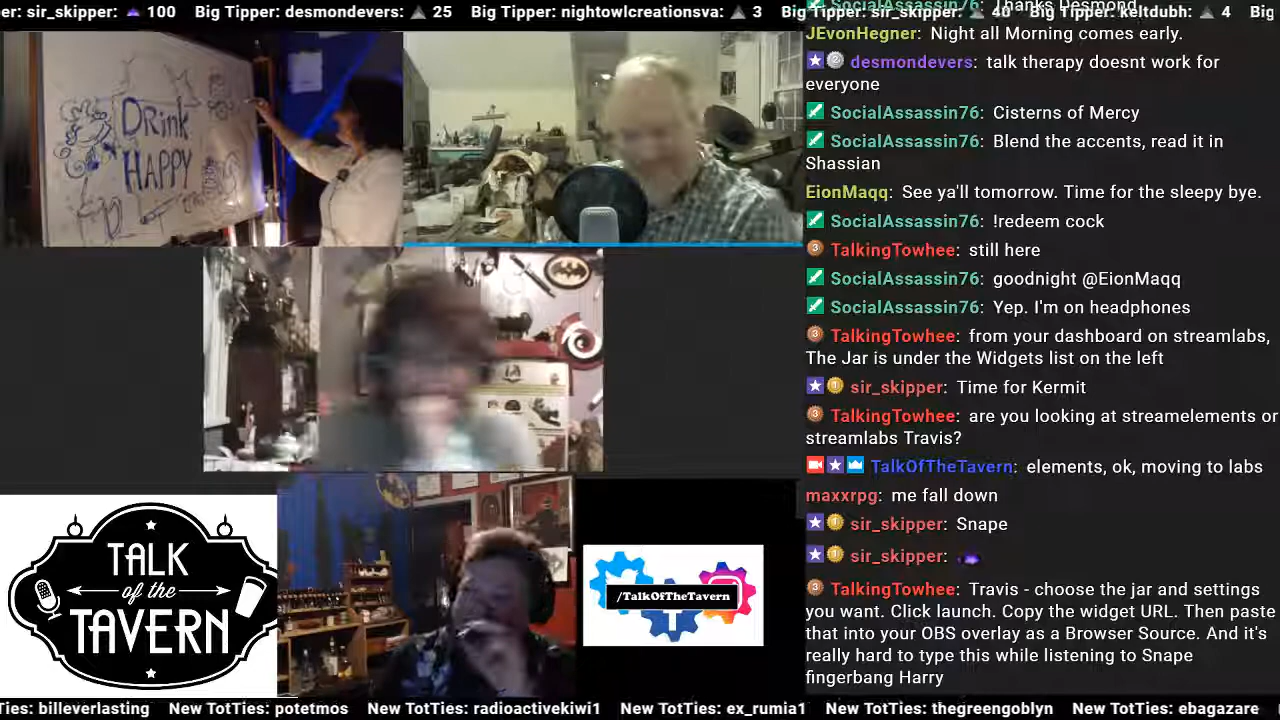 er: sir_skipper: 100 Big Tipper: desmondevers: 25 Big Tipper: nightowlcreationsva: 3 Big Tipper: sir_skipper: 40 Big Tipper: keltdubh: 4 Big
DRink
HAPPY
TALK
of the
TAVERN
/TalkOfTheTavern
SocialAssassin76: Thanks Desmond
JEvonHegner: Night all Morning comes early.
desmondevers: talk therapy doesnt work for
everyone
SocialAssassin76: Cisterns of Mercy
SocialAssassin76: Blend the accents, read it in
Shassian
EionMaqq: See ya'll tomorrow. Time for the sleepy bye.
SocialAssassin76: !redeem cock
TalkingTowhee: still here
SocialAssassin76: goodnight @EionMaqq
SocialAssassin76: Yep. I'm on headphones
TalkingTowhee: from your dashboard on streamlabs,
The Jar is under the Widgets list on the left
sir_skipper: Time for Kermit
TalkingTowhee: are you looking at streamelements or
streamlabs Travis?
TalkOfTheTavern: elements, ok, moving to labs
maxxrpg: me fall down
sir_skipper: Snape
sir_skipper:
TalkingTowhee: Travis - choose the jar and settings
you want. Click launch. Copy the widget URL. Then paste
that into your OBS overlay as a Browser Source. And it's
really hard to type this while listening to Snape
fingerbang Harry
Ties: billeverlasting New TotTies: potetmos New TotTies: radioactivekiwi1 New TotTies: ex_rumia1 New TotTies: thegreengoblyn New TotTies: ebagazare